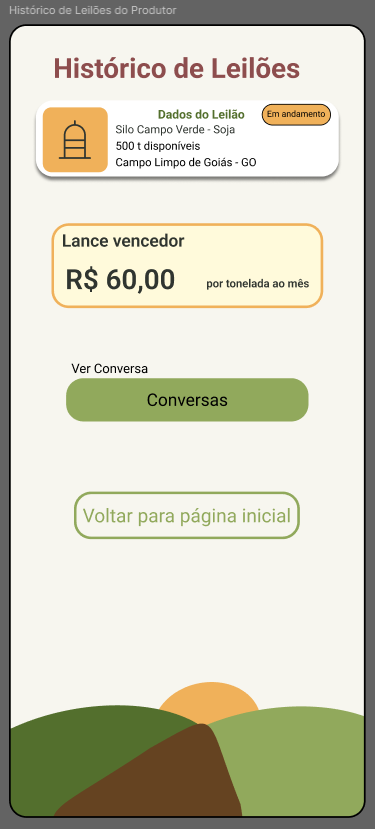 Histórico de Leilões do Produtor
Histórico de Leilões
Dados do Leilão
Em andamento
Silo Campo Verde - Soja
500 t disponíveis
Campo Limpo de Goiás - GO
Lance vencedor
R$ 60,00
por tonelada ao mês
Ver Conversa
Conversas
Voltar para página inicial